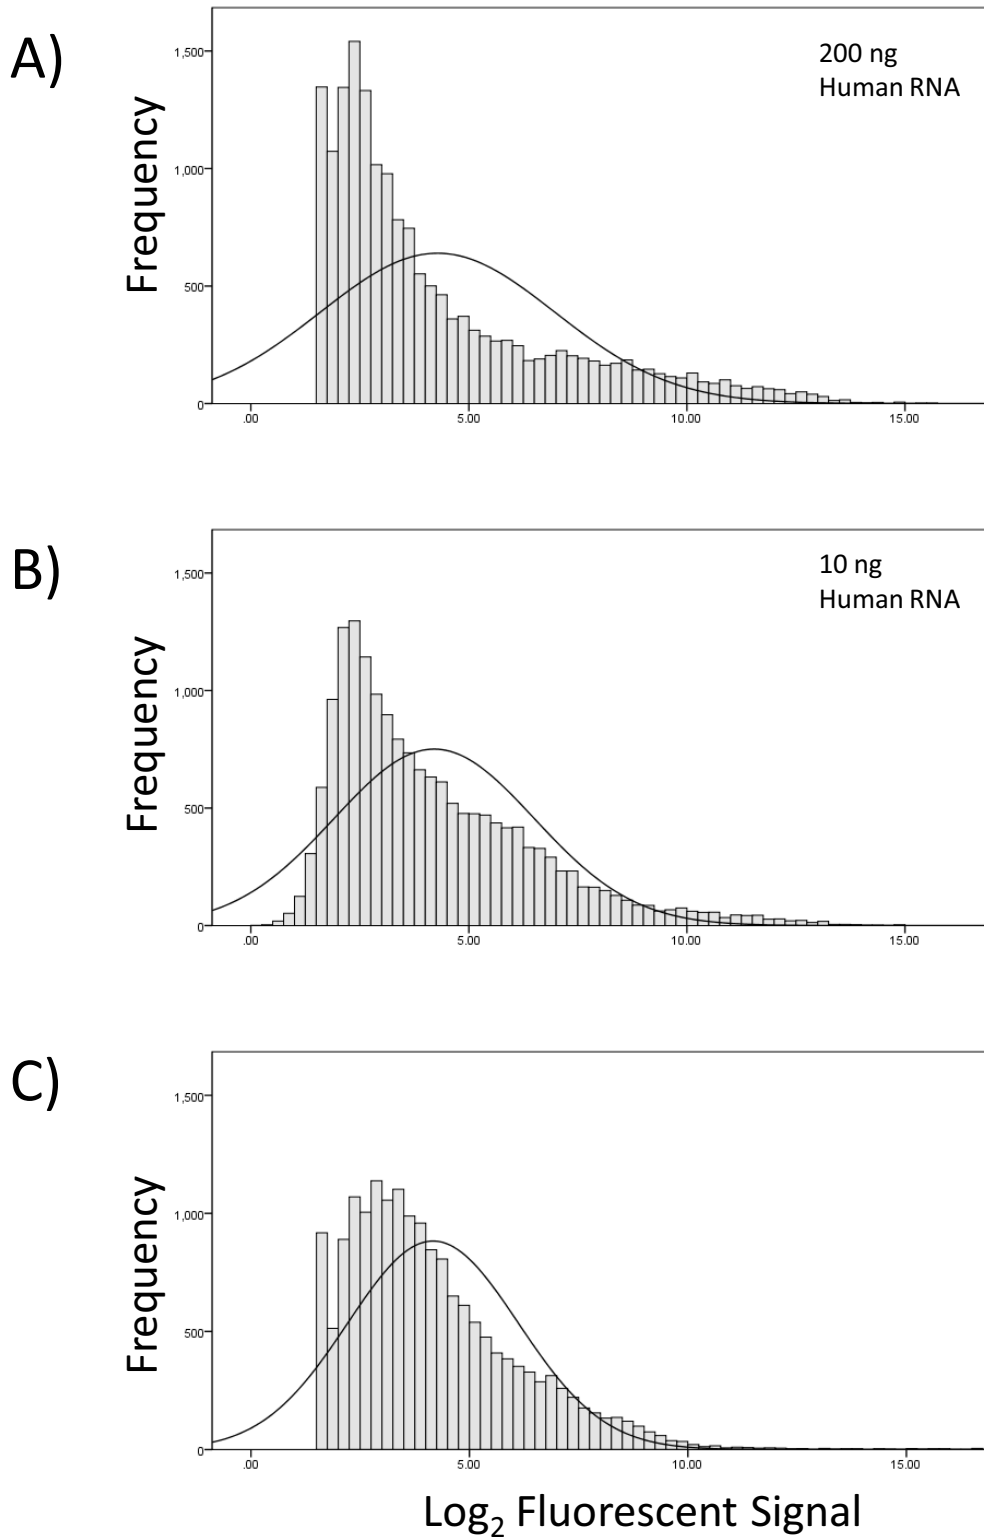 A)
200 ng
Human RNA
Frequency
1,500
1,000
500
0
.00 5.00 10.00 15.00
B)
10 ng
Human RNA
Frequency
1,500
1,000
500
0
.00 5.00 10.00 15.00
C)
Frequency
1,500
1,000
500
0
.00 5.00 10.00 15.00
Log₂ Fluorescent Signal